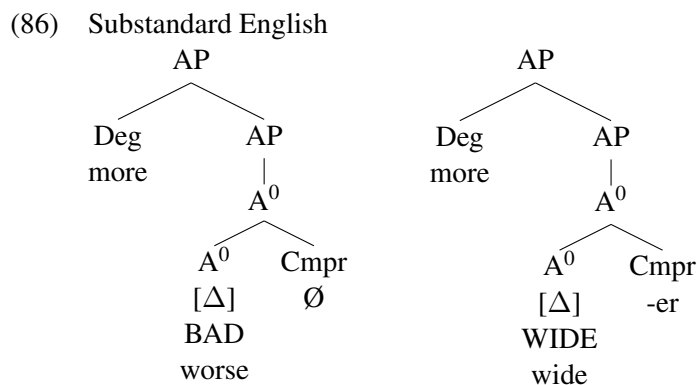 (86) Substandard English
AP AP
Deg AP Deg AP
more more
A⁰ A⁰
A⁰ Cmpr A⁰ Cmpr
[Δ] Ø [Δ] -er
BAD WIDE
worse wide